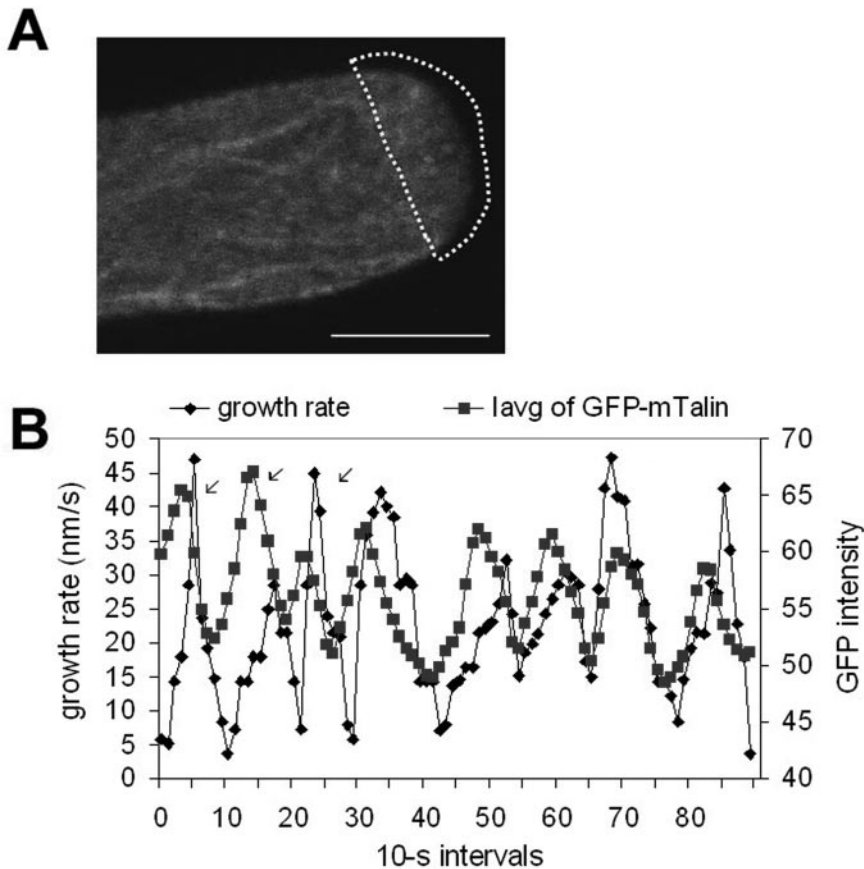 A
B
growth rate
Iavg of GFP-mTalin
growth rate (nm/s)
50
45
40
35
30
25
20
15
10
5
0
70
65
60
55
50
45
40
GFP intensity
0 10 20 30 40 50 60 70 80
10-s intervals